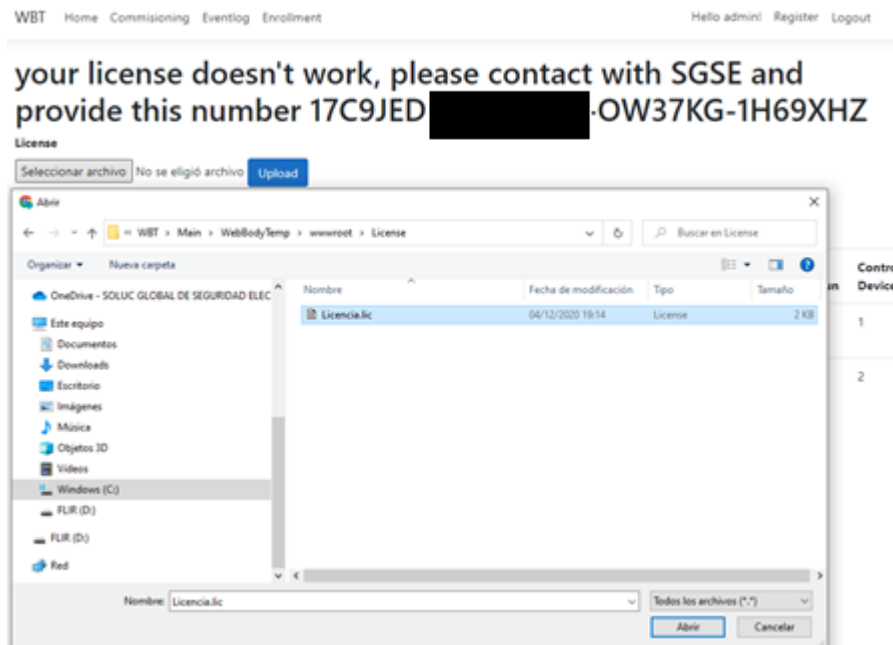 WBT Home Commisioning Eventlog Enrollment Hello admin! Register Logout
your license doesn't work, please contact with SGSE and
provide this number 17C9JED -OW37KG-1H69XHZ
License
Seleccionar archivo No se eligió archivo Upload
Abrir
« WBT › Main › WebBodyTemp › wwwroot › License Buscar en License
Organizar Nueva carpeta
un
Device
Nombre Fecha de modificación Tipo Tamaño
OneDrive - SOLUC GLOBAL DE SEGURIDAD ELEC
Licencia.lic 04/12/2020 19:14 License 2 KB 1
Este equipo
Documentos
Downloads
Escritorio 2
Imágenes
Música
Objetos 3D
Vídeos
Windows (C:)
FLIR (D:)
FLIR (D:)
Red
Nombre: Licencia.lic Todos los archivos (*.*)
Abrir Cancelar